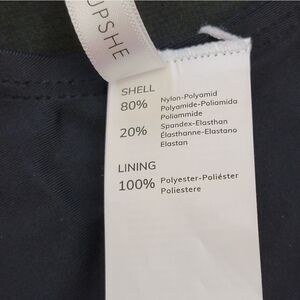 UPSHE
SHELL
80% Nylon-Polyamid
Polyamide-Poliamida
Poliammide
20% Spandex-Elasthan
Élasthanne-Elastano
Elastan
LINING
100% Polyester-Poliéster
Poliestere